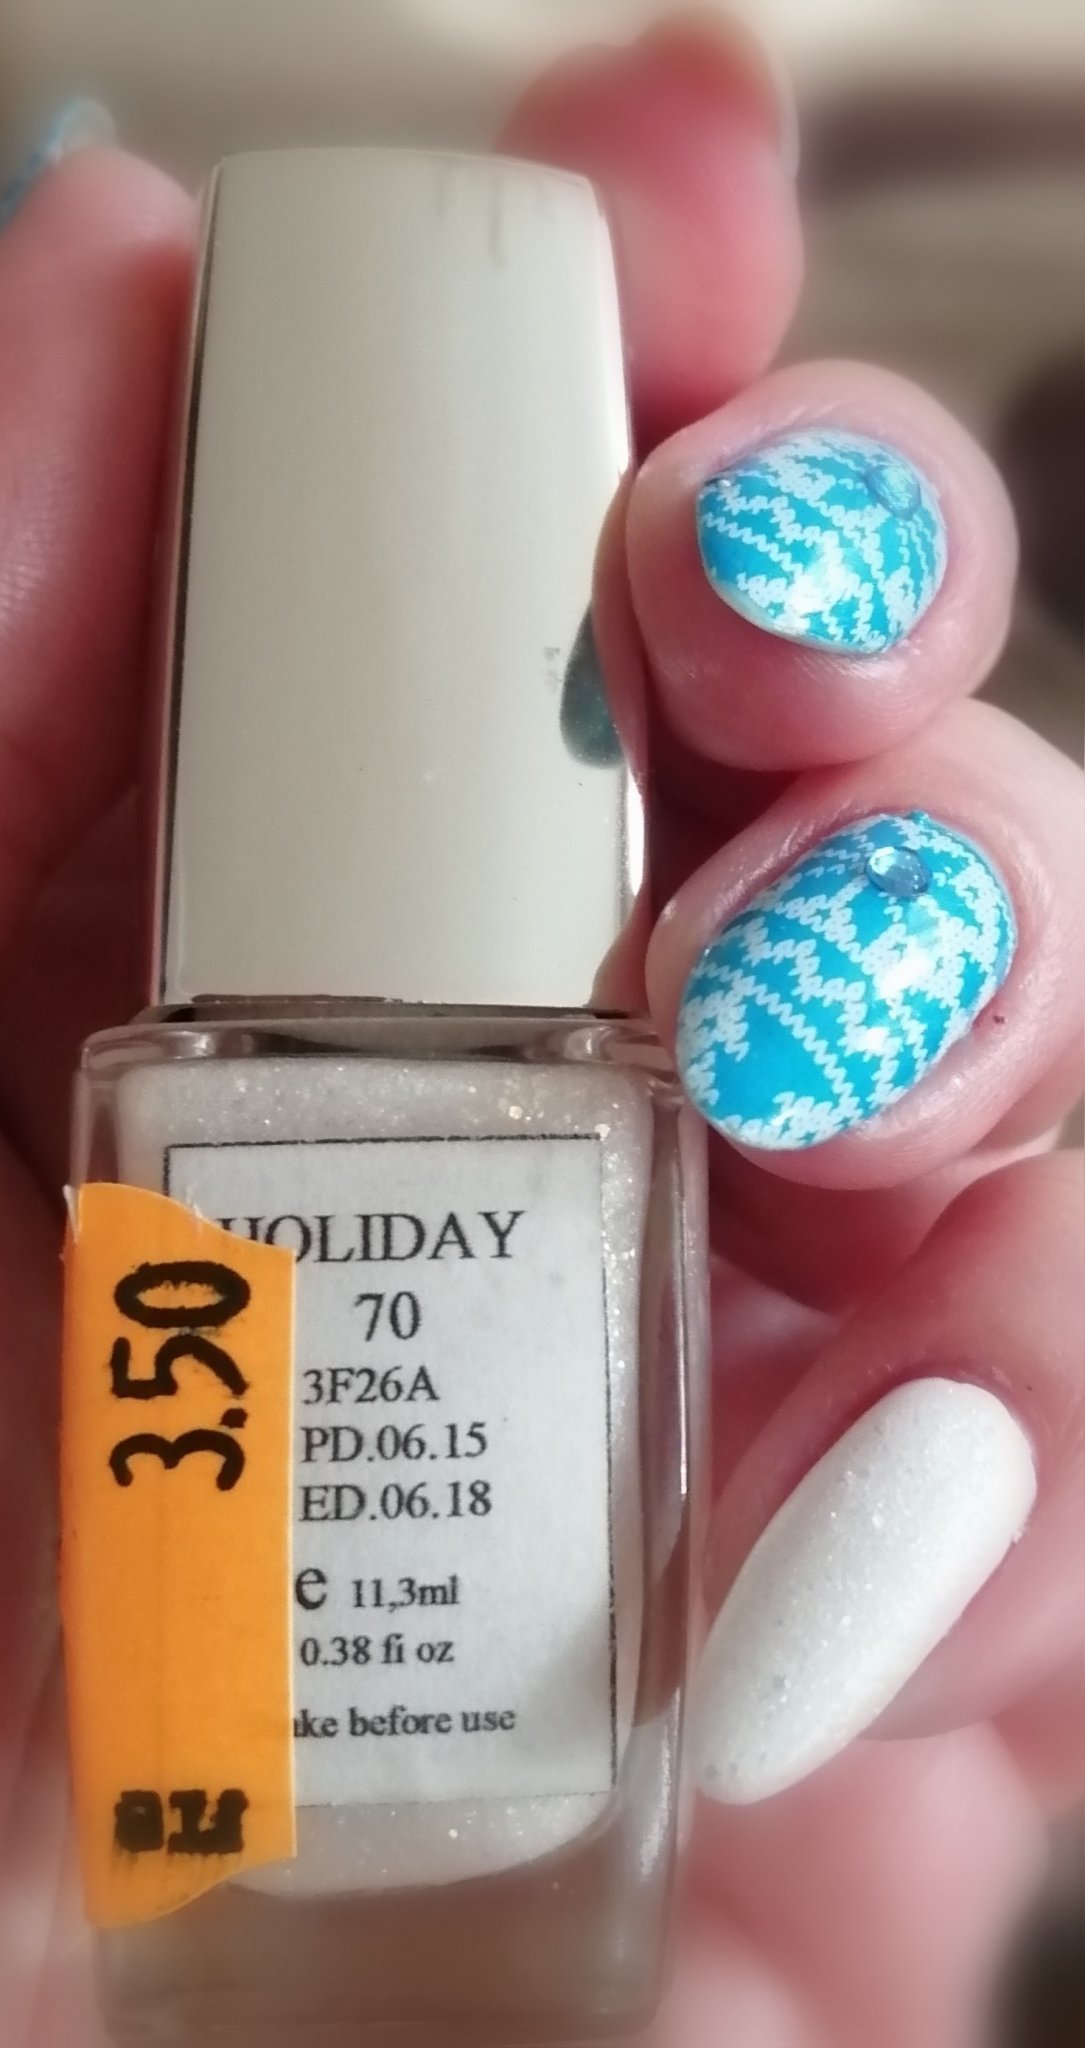 HOLIDAY
70
3F26A
PD.06.15
ED.06.18
e 11,3ml
0.38 fi oz
ake before use
3.50